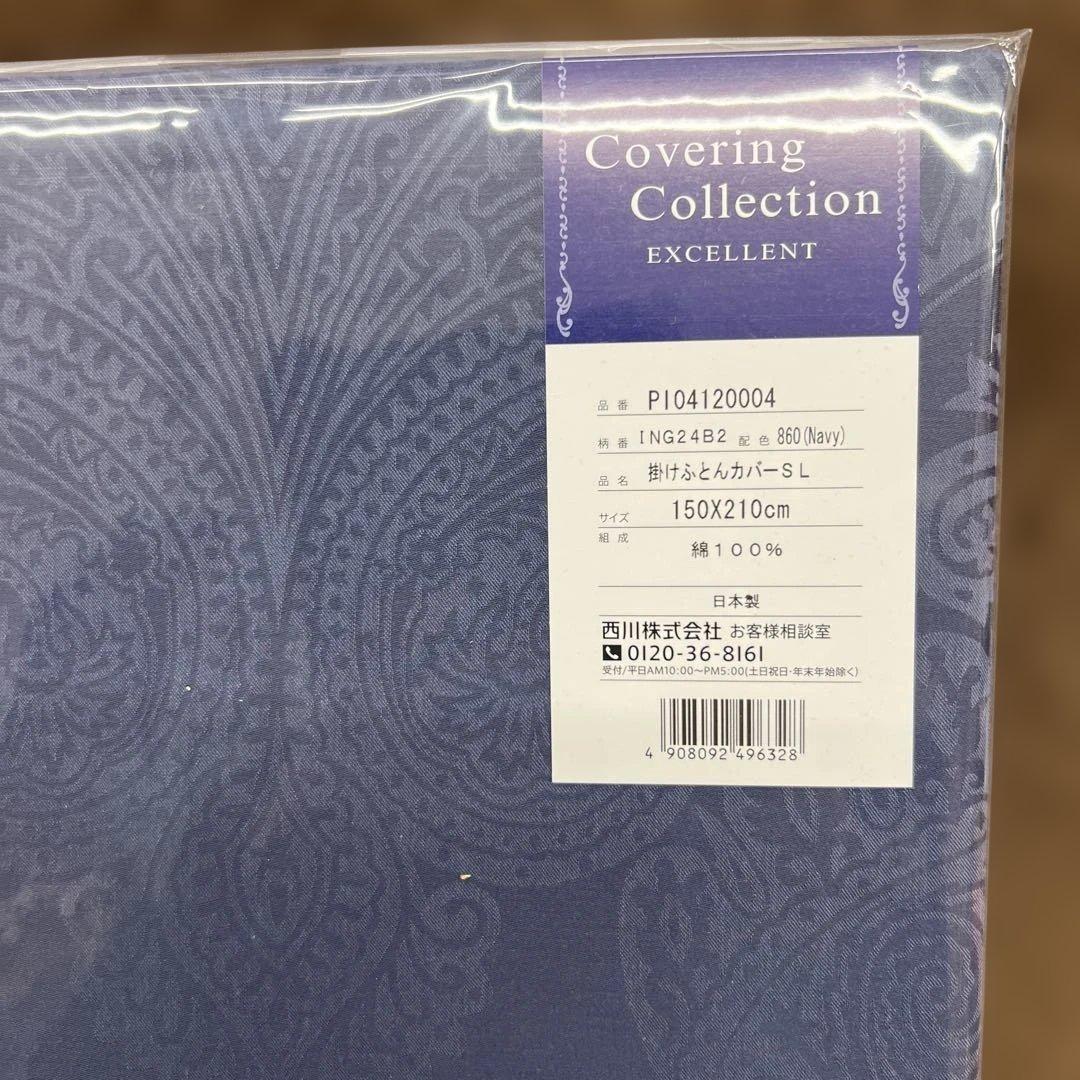 Covering
Collection
EXCELLENT
品番 PI04120004
柄番 ING24B2 配色 860(Navy)
品名 掛けふとんカバーSL
サイズ 150X210cm
組成
綿100%
日本製
西川株式会社 お客様相談室
0120-36-8161
受付/平日AM10:00〜PM5:00(土日祝日・年末年始除く)
4 908092 496328